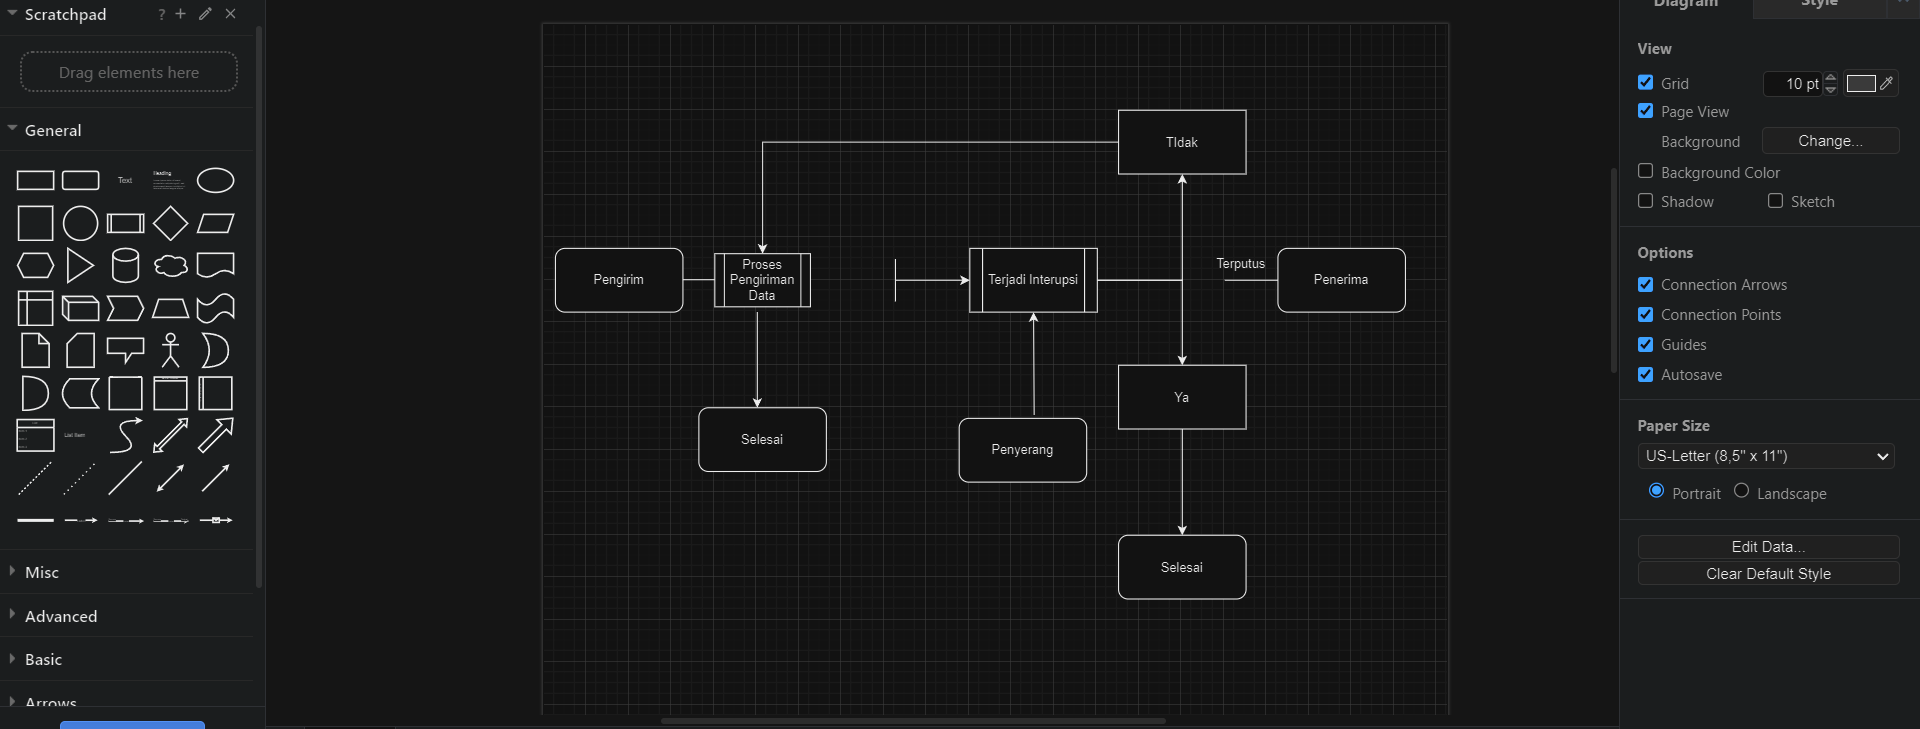 Scratchpad
?
Drag elements here
General
Text
Heading
List Item
Misc
Advanced
Basic
Arrows
TIdak
Pengirim
Proses
Pengiriman
Data
Terjadi Interupsi
Terputus
Penerima
Ya
Selesai
Penyerang
Selesai
Diagram
Style
View
Grid
10 pt
Page View
Background
Change...
Background Color
Shadow
Sketch
Options
Connection Arrows
Connection Points
Guides
Autosave
Paper Size
US-Letter (8,5" x 11")
Portrait
Landscape
Edit Data...
Clear Default Style